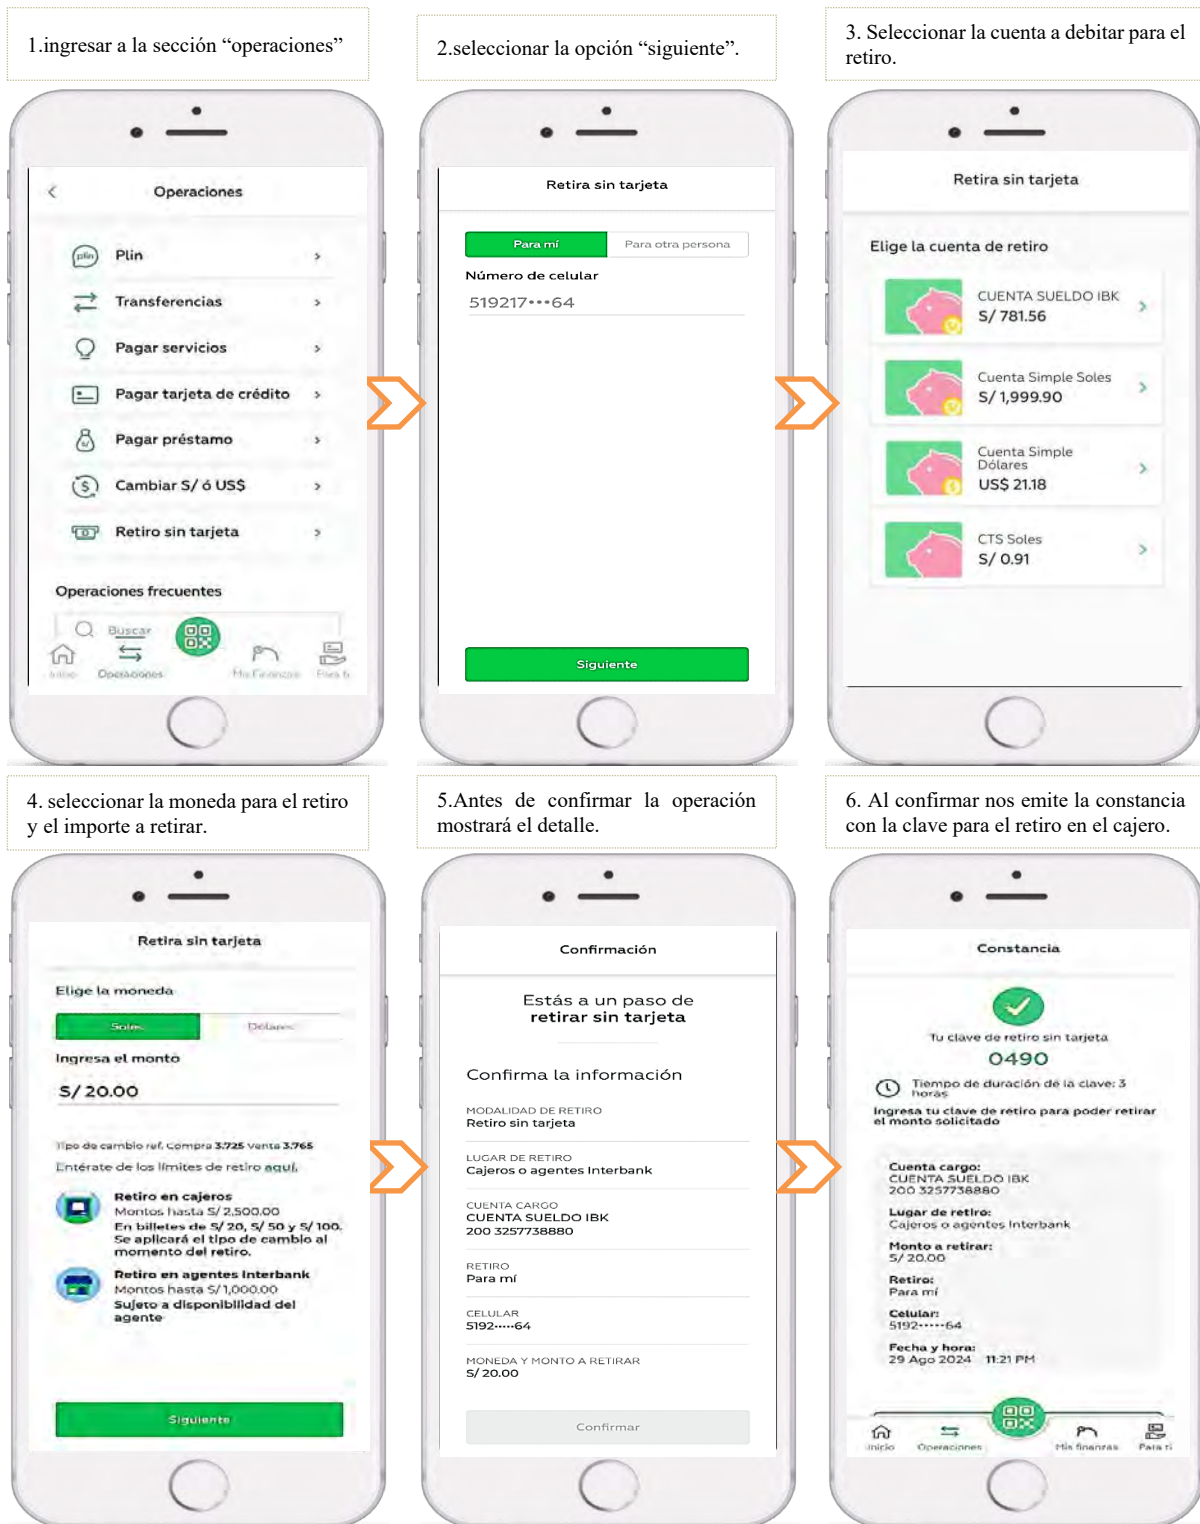 1.ingresar a la sección “operaciones”
2.seleccionar la opción “siguiente”.
3. Seleccionar la cuenta a debitar para el
retiro.
Operaciones
plin
Plin
Transferencias
Pagar servicios
Pagar tarjeta de crédito
Pagar préstamo
Cambiar S/ ó US$
Retiro sin tarjeta
Operaciones frecuentes
Buscar
Inicio
Operaciones
Mis Finanzas
Para ti
Retira sin tarjeta
Para mí
Para otra persona
Número de celular
519217•••64
Siguiente
Retira sin tarjeta
Elige la cuenta de retiro
CUENTA SUELDO IBK
S/ 781.56
Cuenta Simple Soles
S/ 1,999.90
Cuenta Simple
Dólares
US$ 21.18
CTS Soles
S/ 0.91
4. seleccionar la moneda para el retiro
y el importe a retirar.
5.Antes de confirmar la operación
mostrará el detalle.
6. Al confirmar nos emite la constancia
con la clave para el retiro en el cajero.
Retira sin tarjeta
Elige la moneda
Soles
Dólares
Ingresa el monto
S/ 20.00
Tipo de cambio ref. Compra 3.725 Venta 3.765
Entérate de los límites de retiro aquí.
Retiro en cajeros
Montos hasta S/ 2,500.00
En billetes de S/ 20, S/ 50 y S/ 100.
Se aplicará el tipo de cambio al
momento del retiro.
Retiro en agentes Interbank
Montos hasta S/ 1,000.00
Sujeto a disponibilidad del
agente
Siguiente
Confirmación
Estás a un paso de
retirar sin tarjeta
Confirma la información
MODALIDAD DE RETIRO
Retiro sin tarjeta
LUGAR DE RETIRO
Cajeros o agentes Interbank
CUENTA CARGO
CUENTA SUELDO IBK
200 3257738880
RETIRO
Para mí
CELULAR
5192•••••64
MONEDA Y MONTO A RETIRAR
S/ 20.00
Confirmar
Constancia
Tu clave de retiro sin tarjeta
0490
Tiempo de duración de la clave: 3
horas
Ingresa tu clave de retiro para poder retirar
el monto solicitado
Cuenta cargo:
CUENTA SUELDO IBK
200 3257738880
Lugar de retiro:
Cajeros o agentes Interbank
Monto a retirar:
S/ 20.00
Retiro:
Para mí
Celular:
5192•••••64
Fecha y hora:
29 Ago 2024 11:21 PM
Inicio
Operaciones
Mis finanzas
Para ti